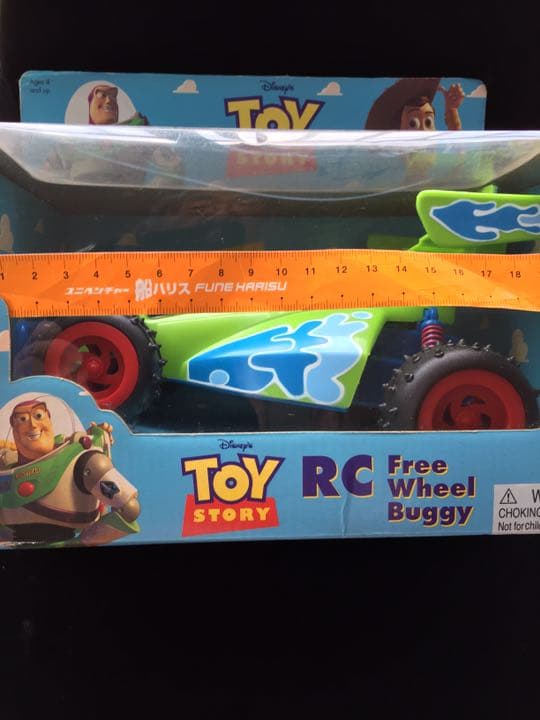 Ages 4
and up
Disney's
TOY
STORY
1 2 3 4 5 6 7 8 9 10 11 12 13 14 15 16 17 18
ユニベンチャー 船ハリス FUNE HARISU
Disney's
TOY
STORY
RC Free
Wheel
Buggy
CHOKING
Not for chil